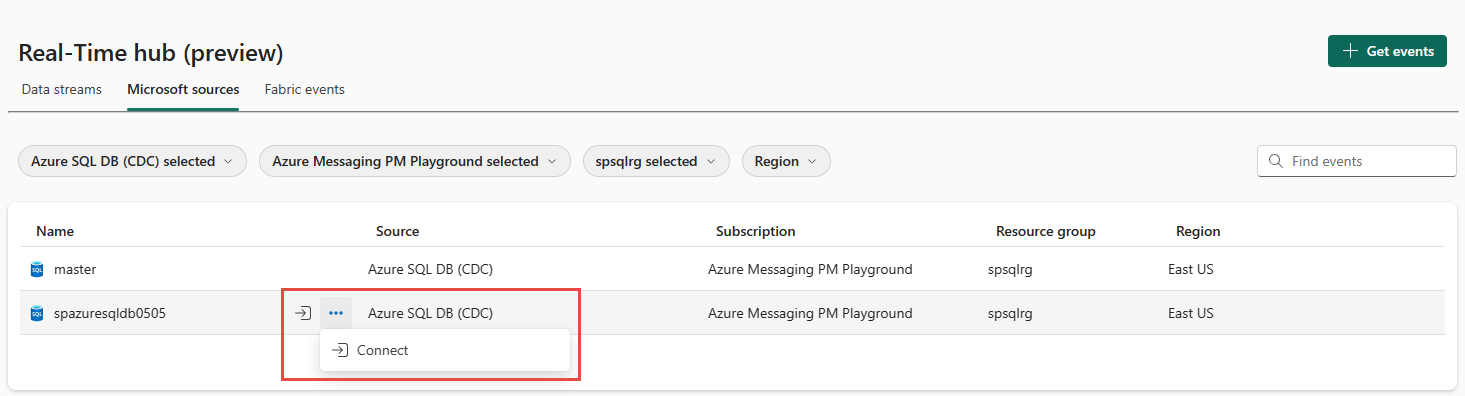 Real-Time hub (preview)
Get events
Data streams Microsoft sources Fabric events
Azure SQL DB (CDC) selected Azure Messaging PM Playground selected spsqlrg selected Region Find events
Name Source Subscription Resource group Region
SQL master Azure SQL DB (CDC) Azure Messaging PM Playground spsqlrg East US
SQL spazuresqldb0505 Azure SQL DB (CDC) Azure Messaging PM Playground spsqlrg East US
Connect